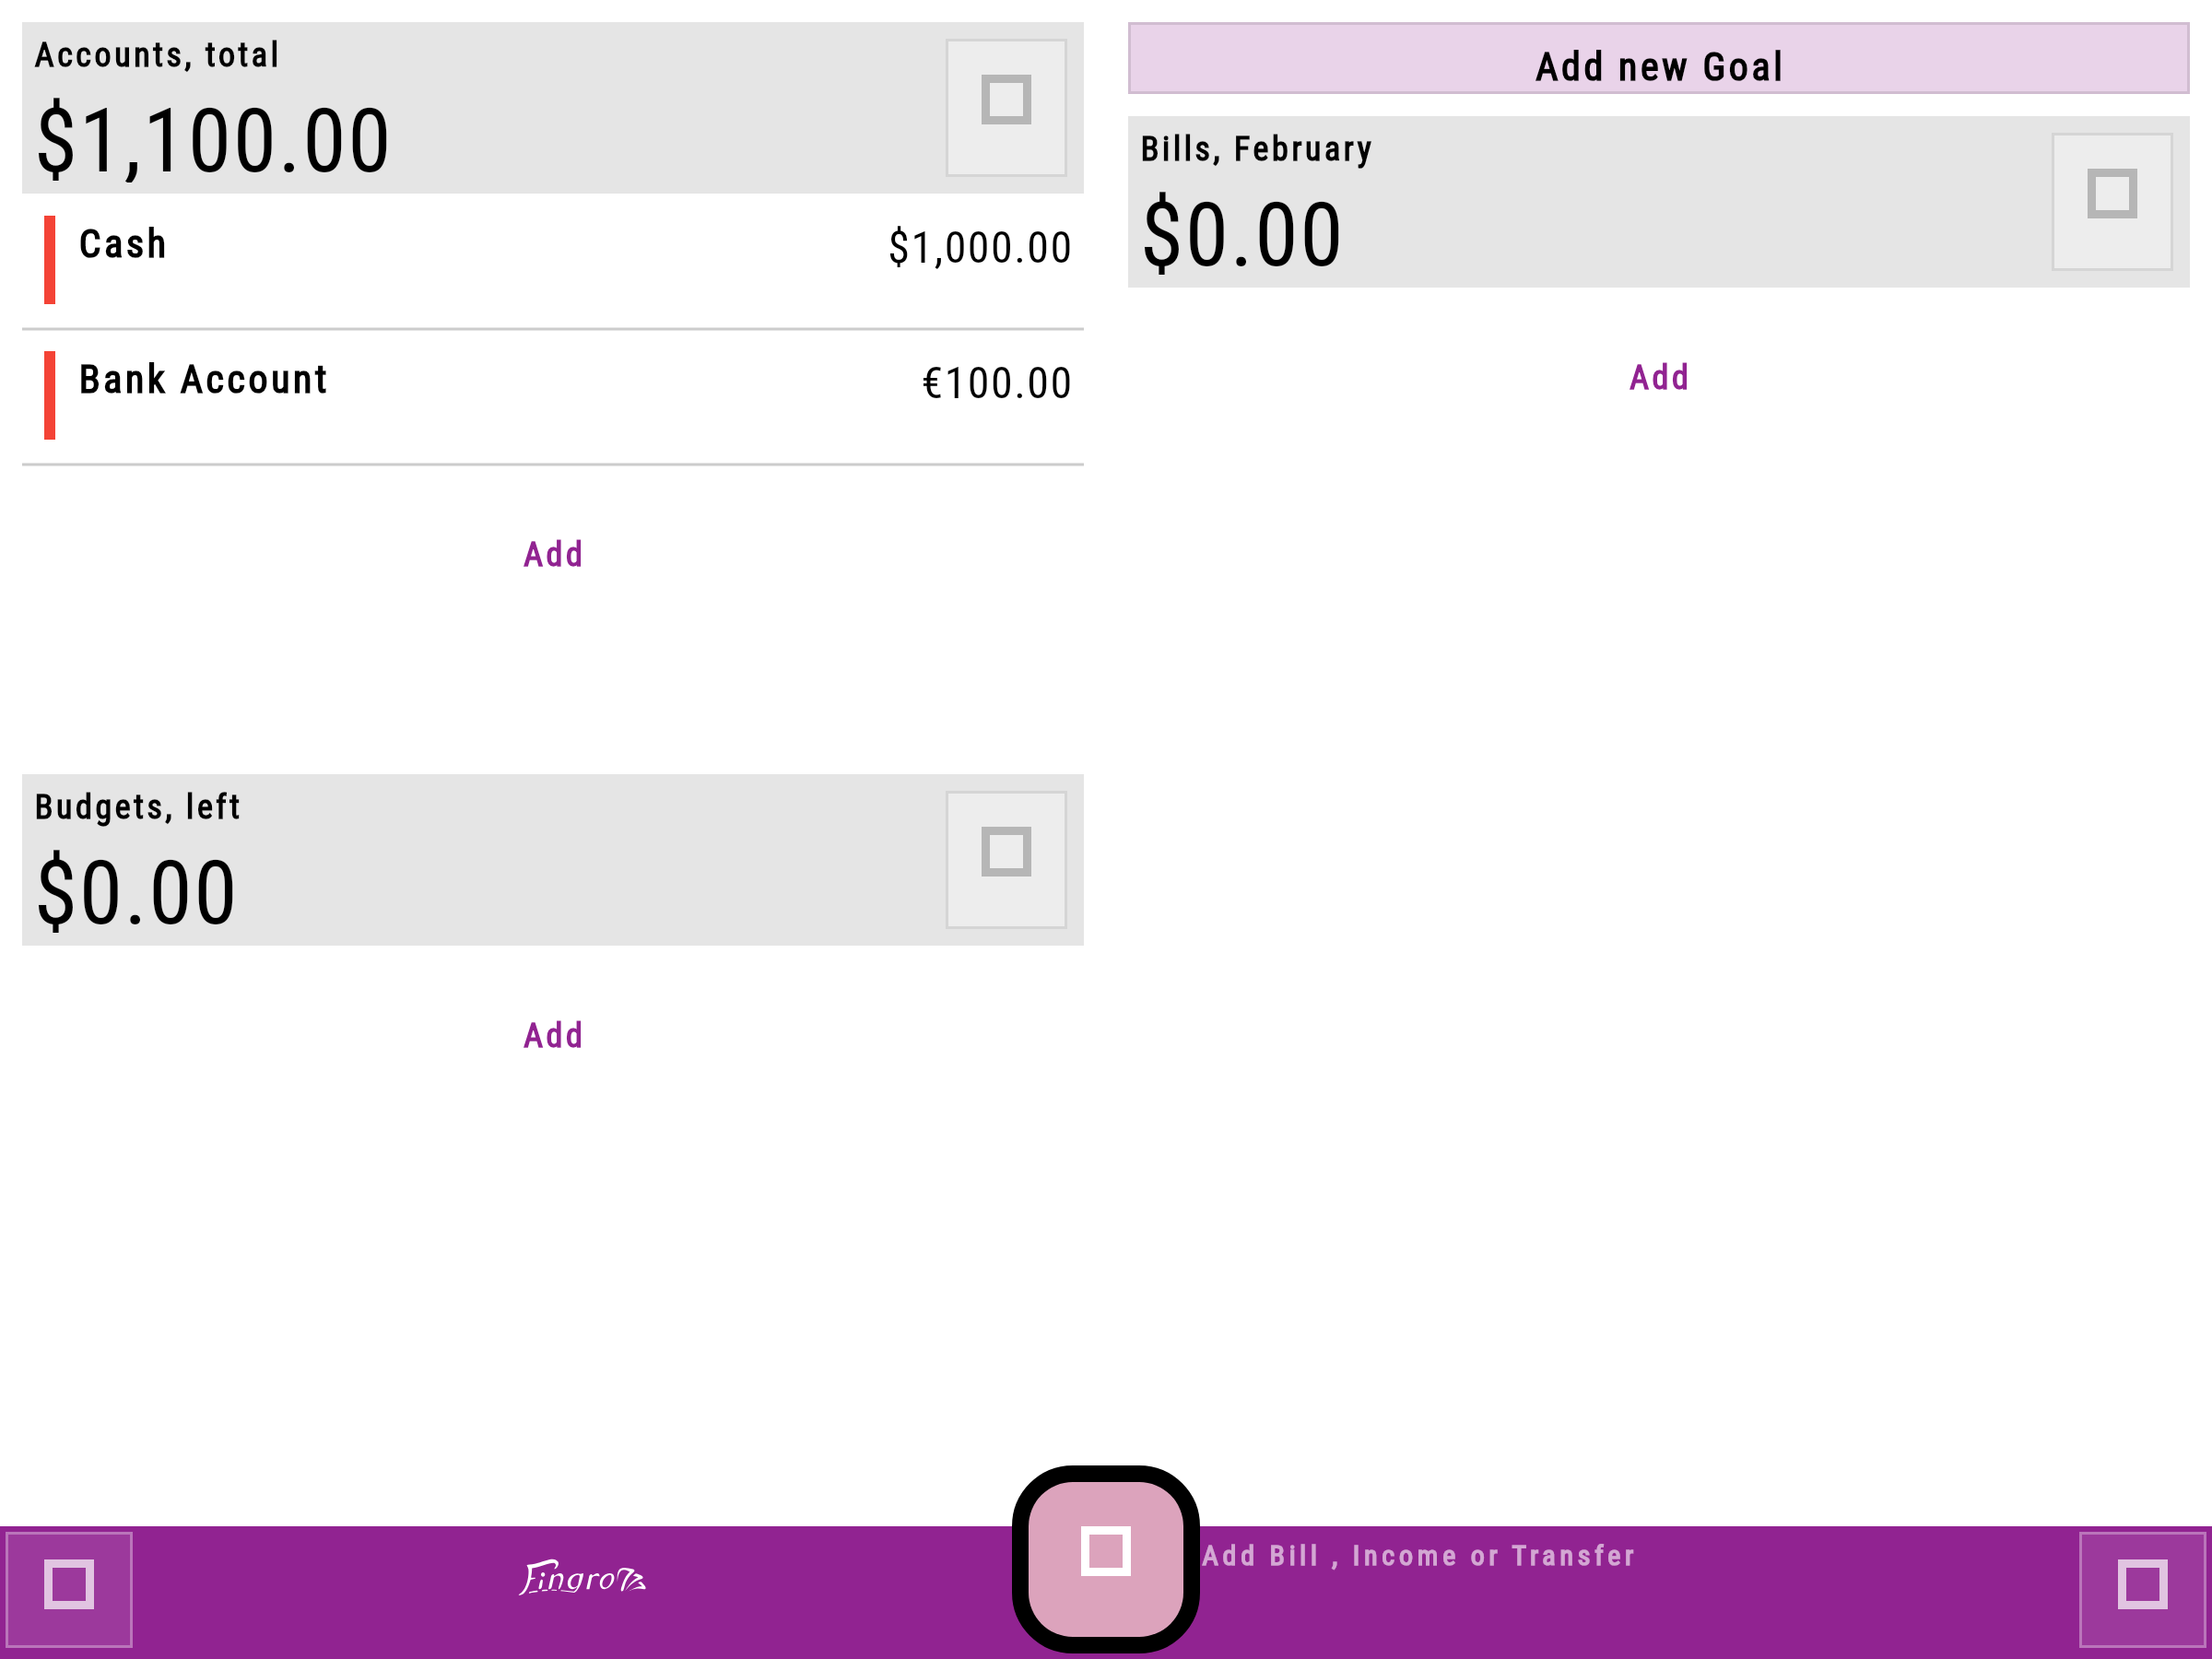 Accounts, total
$1,100.00
Cash
$1,000.00
Bank Account
€100.00
Add
Budgets, left
$0.00
Add
Add new Goal
Bills, February
$0.00
Add
Add Bill , Income or Transfer